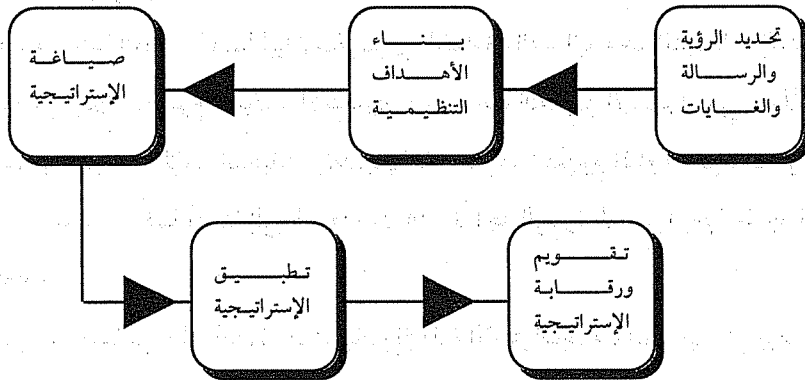 تحديد الرؤية
والرسالة
والغايات
بناء
الأهداف
التنظيمية
صياغة
الإستراتيجية
تطبيق
الإستراتيجية
تقويم
ورقابة
الإستراتيجية